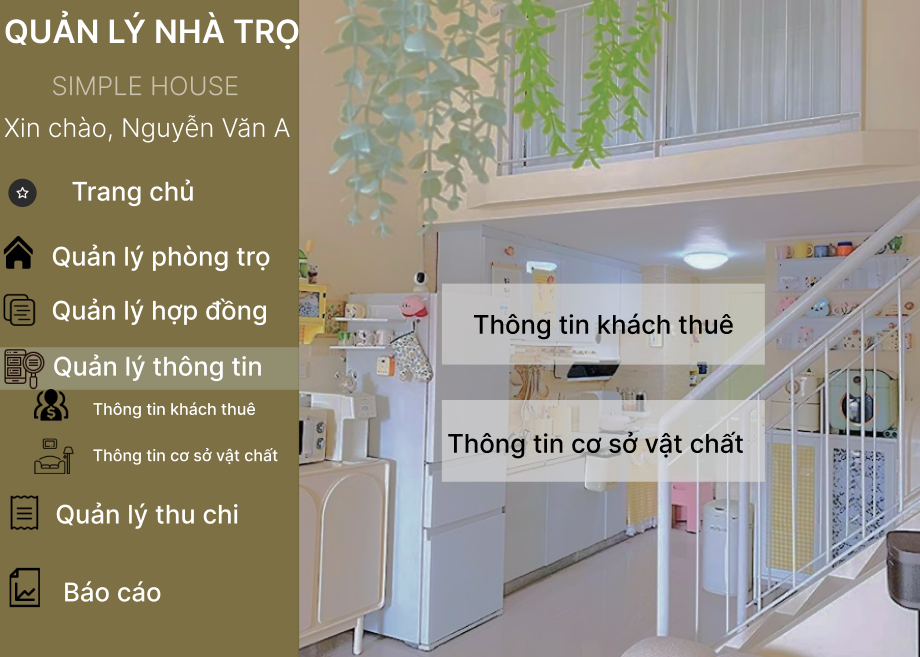 QUẢN LÝ NHÀ TRỌ
SIMPLE HOUSE
Xin chào, Nguyễn Văn A
Trang chủ
Quản lý phòng trọ
Quản lý hợp đồng
Quản lý thông tin
Thông tin khách thuê
Thông tin cơ sở vật chất
Quản lý thu chi
Báo cáo
Thông tin khách thuê
Thông tin cơ sở vật chất